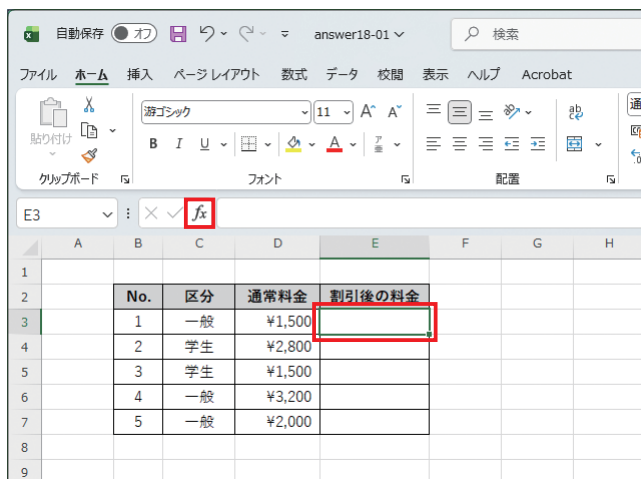 自動保存 オフ answer18-01 検索
ファイル ホーム 挿入 ページ レイアウト 数式 データ 校閲 表示 ヘルプ Acrobat
貼り付け 游ゴシック 11 A A ab 通
B I U A ア 亜
クリップボード フォント 配置
E3 fx
A B C D E F G H
1
2 No. 区分 通常料金 割引後の料金
3 1 一般 ¥1,500
4 2 学生 ¥2,800
5 3 学生 ¥1,500
6 4 一般 ¥3,200
7 5 一般 ¥2,000
8
9